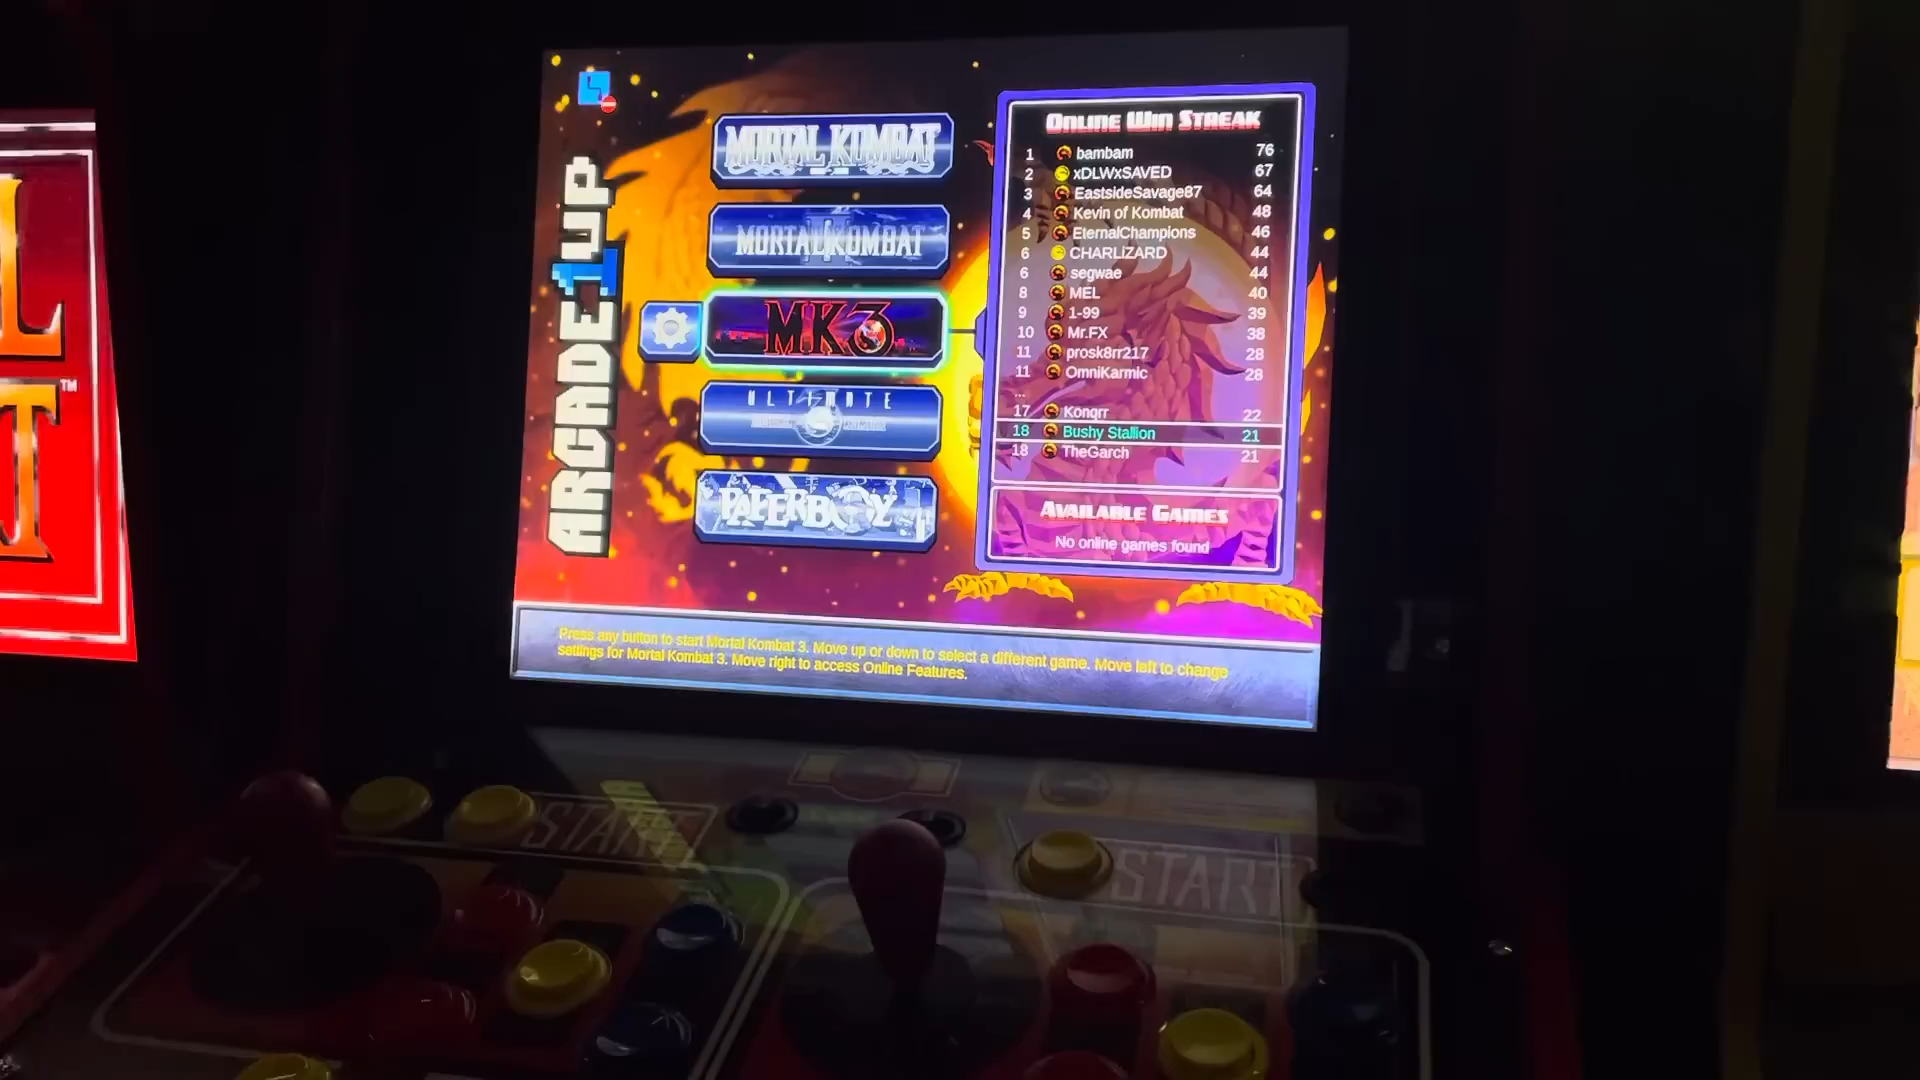 ARCADE1UP
MORTAL KOMBAT
MORTAL KOMBAT
II
MK3
ULTIMATE
PAPERBOY
ONLINE WIN STREAK
1 bambam 76
2 xDLWxSAVED 67
3 EastsideSavage87 64
4 Kevin of Kombat 48
5 EternalChampions 46
6 CHARLiZARD 44
6 segwae 44
8 MEL 40
9 1-99 39
10 Mr.FX 38
11 prosk8rr217 28
11 OmniKarmic 28
...
17 Konqrr 22
18 Bushy Stallion 21
18 TheGarch 21
AVAILABLE GAMES
No online games found
Press any button to start Mortal Kombat 3. Move up or down to select a different game. Move left to change
settings for Mortal Kombat 3. Move right to access Online Features.
TM
START
START